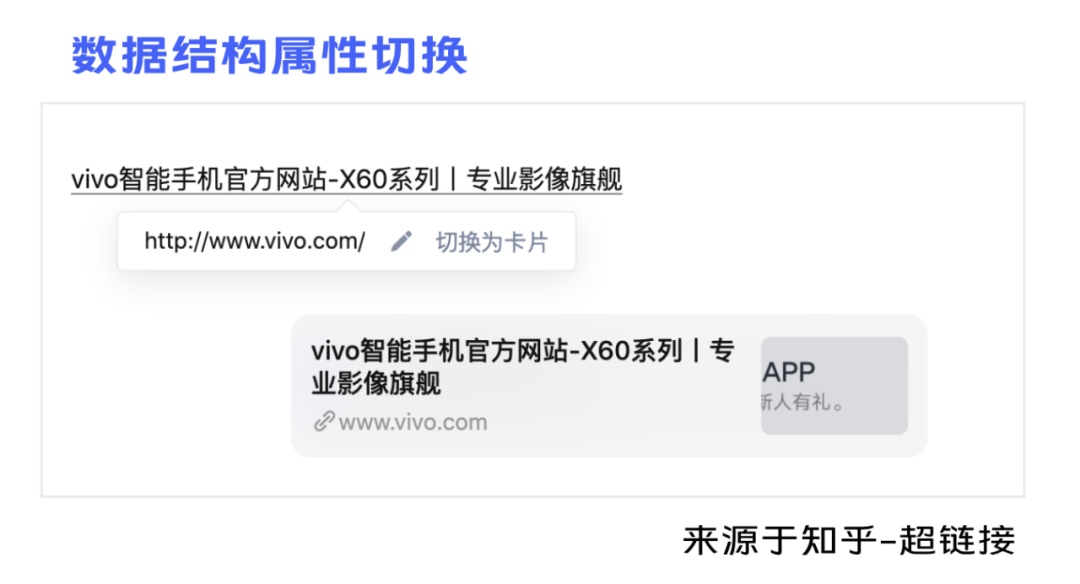 数据结构属性切换
vivo智能手机官方网站-X60系列丨专业影像旗舰
http://www.vivo.com/ 切换为卡片
vivo智能手机官方网站-X60系列丨专
业影像旗舰
www.vivo.com
APP
新人有礼。
来源于知乎-超链接